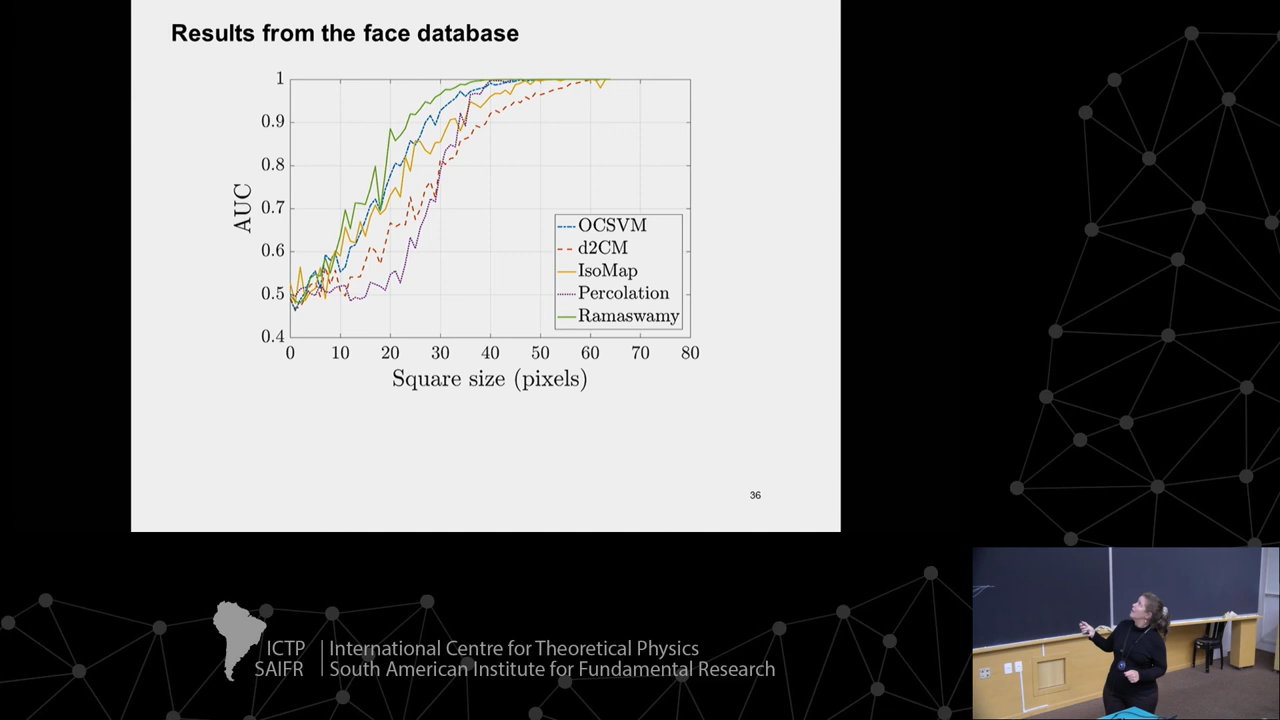 Results from the face database
1
0.9
0.8
0.7
0.6
0.5
0.4
AUC
0 10 20 30 40 50 60 70 80
Square size (pixels)
OCSVM
d2CM
IsoMap
Percolation
Ramaswamy
36
ICTP International Centre for Theoretical Physics
SAIFR South American Institute for Fundamental Research